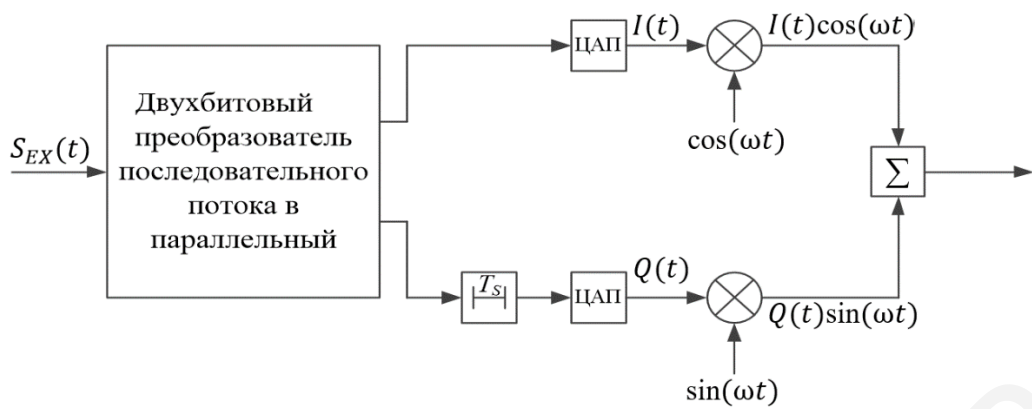 S_EX(t)
Двухбитовый
преобразователь
последовательного
потока в
параллельный
ЦАП
I(t)
I(t)cos(ωt)
cos(ωt)
Σ
T_S
ЦАП
Q(t)
Q(t)sin(ωt)
sin(ωt)